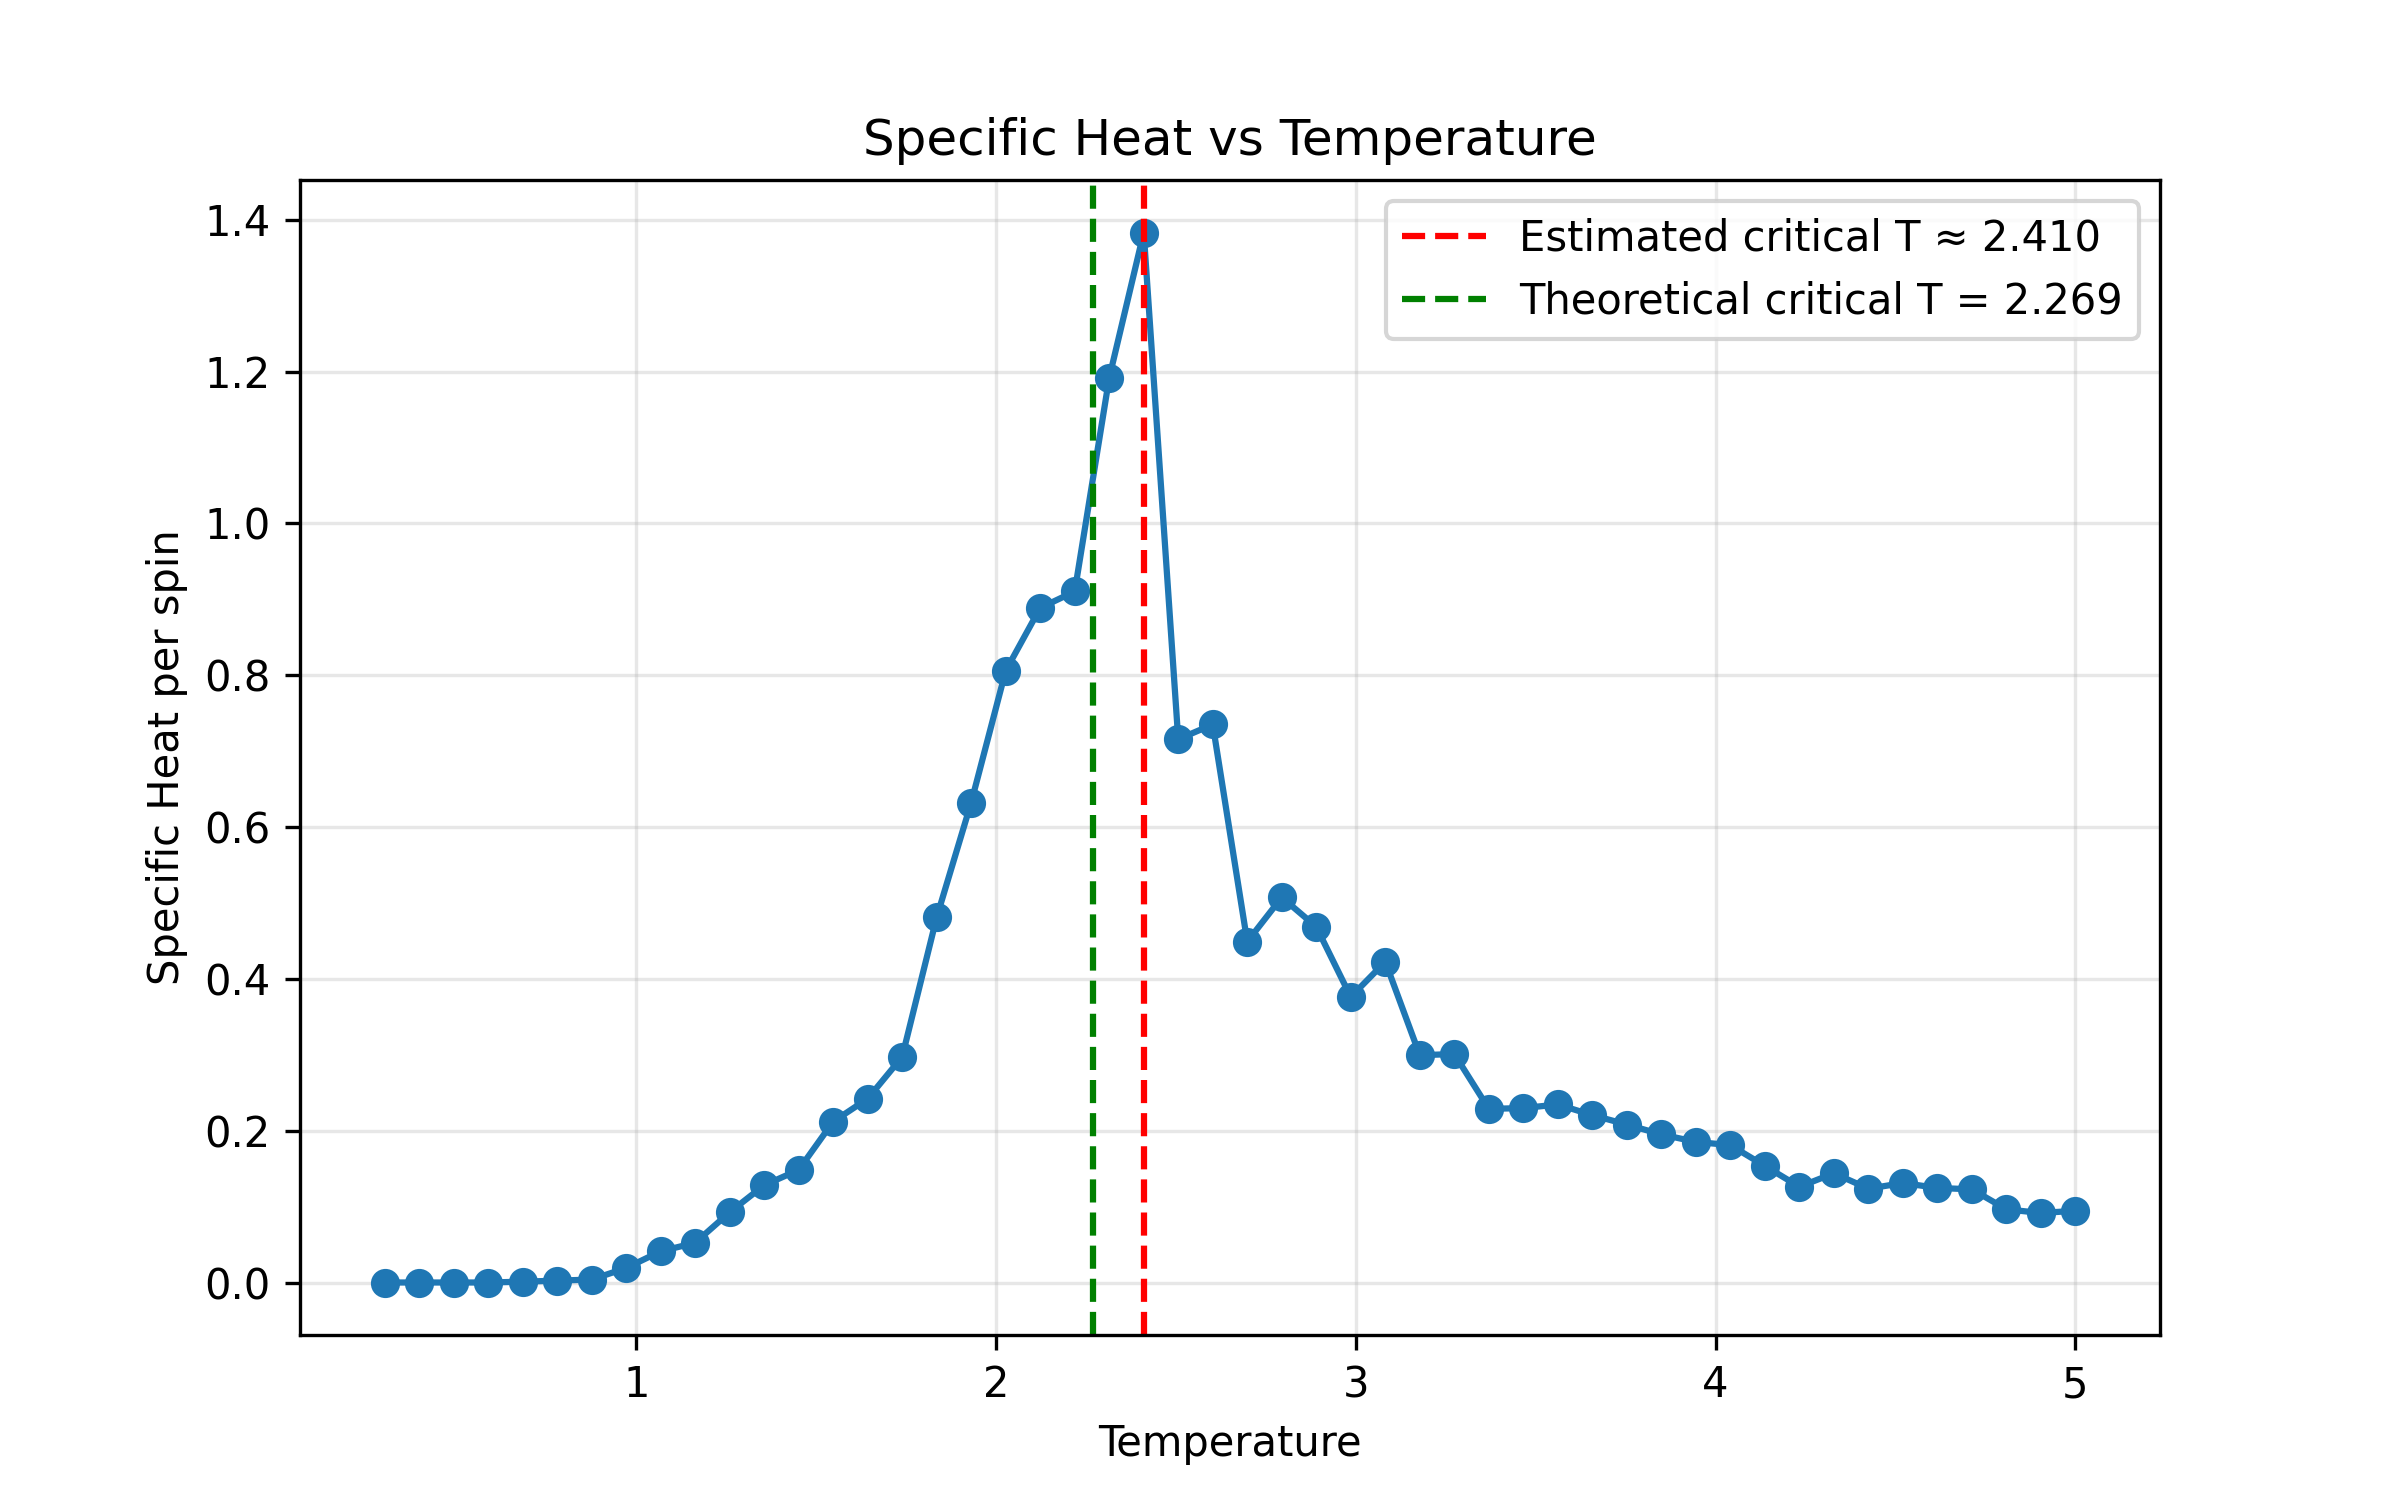 Specific Heat vs Temperature
Estimated critical T ≈ 2.410
Theoretical critical T = 2.269
Specific Heat per spin
1.4
1.2
1.0
0.8
0.6
0.4
0.2
0.0
1 2 3 4 5
Temperature